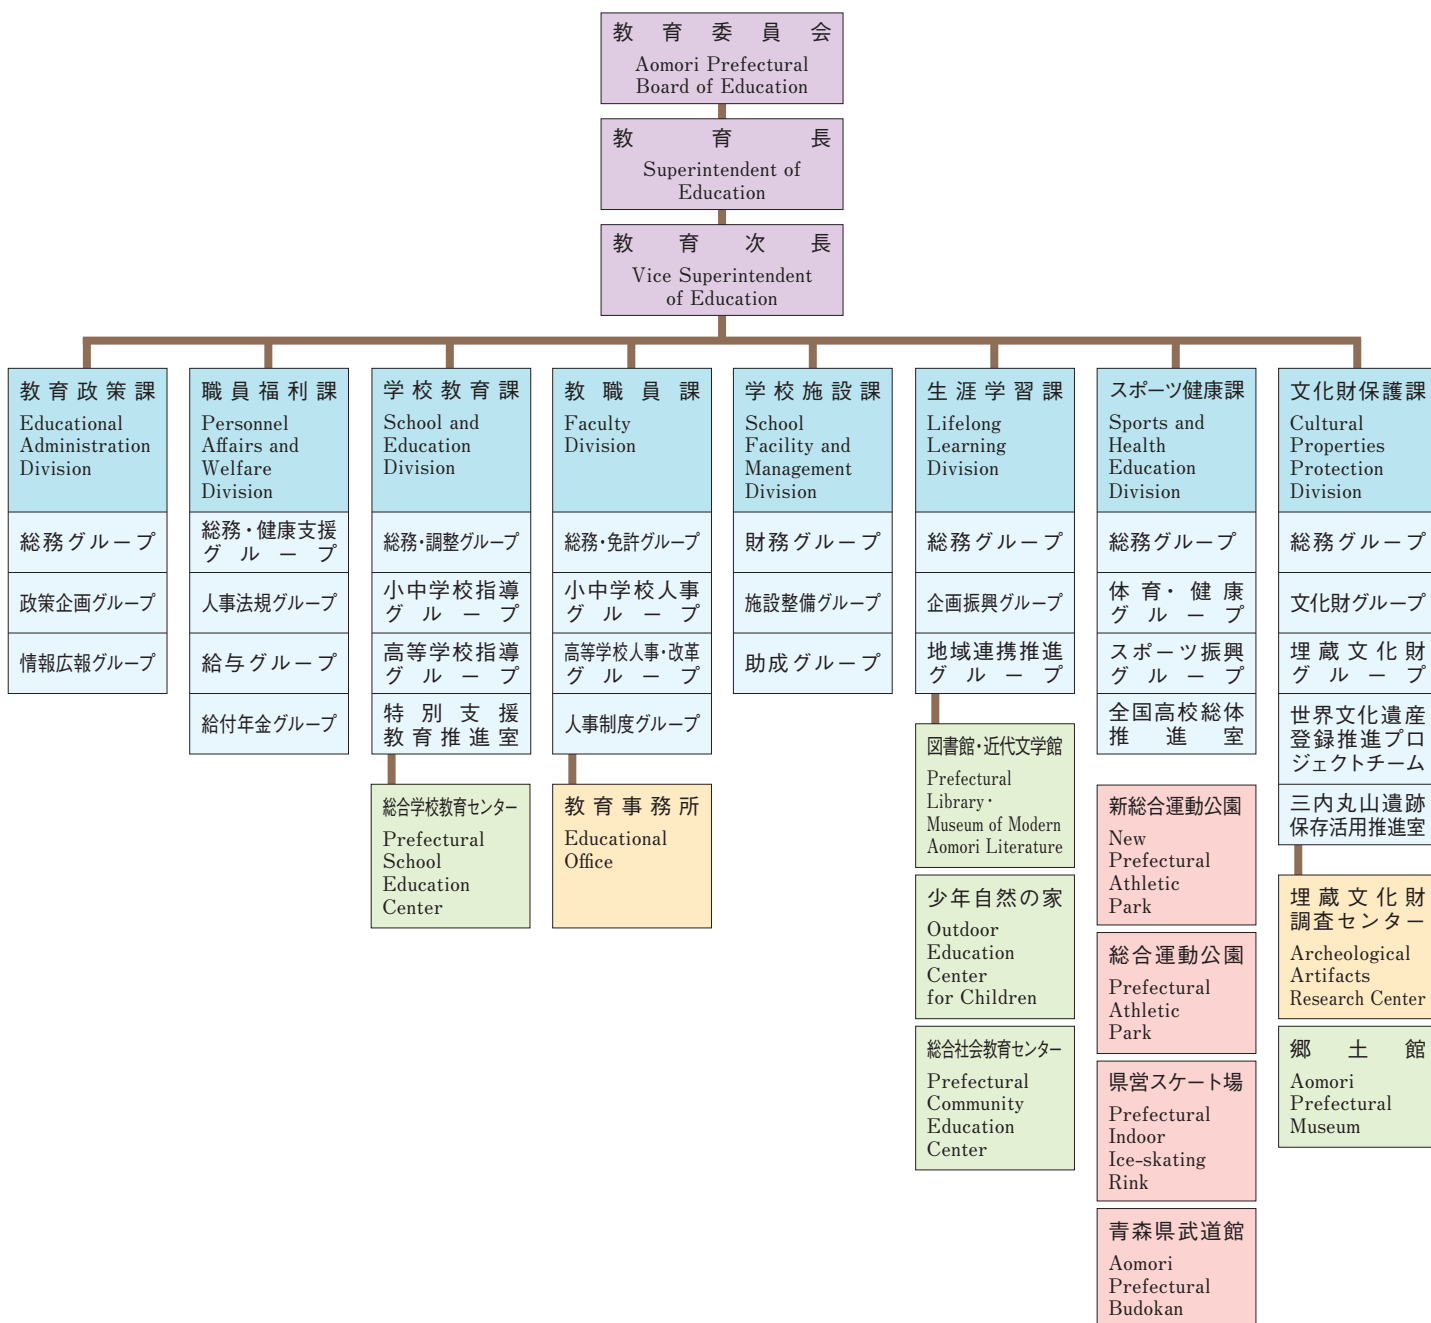 教育委員会
Aomori Prefectural
Board of Education
教育長
Superintendent of
Education
教育次長
Vice Superintendent
of Education
教育政策課
Educational
Administration
Division
総務グループ
政策企画グループ
情報広報グループ
職員福利課
Personnel
Affairs and
Welfare
Division
総務・健康支援
グループ
人事法規グループ
給与グループ
給付年金グループ
学校教育課
School and
Education
Division
総務・調整グループ
小中学校指導
グループ
高等学校指導
グループ
特別支援
教育推進室
総合学校教育センター
Prefectural
School
Education
Center
教職員課
Faculty
Division
総務・免許グループ
小中学校人事
グループ
高等学校人事・改革
グループ
人事制度グループ
教育事務所
Educational
Office
学校施設課
School
Facility and
Management
Division
財務グループ
施設整備グループ
助成グループ
生涯学習課
Lifelong
Learning
Division
総務グループ
企画振興グループ
地域連携推進
グループ
図書館・近代文学館
Prefectural
Library・
Museum of Modern
Aomori Literature
少年自然の家
Outdoor
Education
Center
for Children
総合社会教育センター
Prefectural
Community
Education
Center
スポーツ健康課
Sports and
Health
Education
Division
総務グループ
体育・健康
グループ
スポーツ振興
グループ
全国高校総体
推進室
新総合運動公園
New
Prefectural
Athletic
Park
総合運動公園
Prefectural
Athletic
Park
県営スケート場
Prefectural
Indoor
Ice-skating
Rink
青森県武道館
Aomori
Prefectural
Budokan
文化財保護課
Cultural
Properties
Protection
Division
総務グループ
文化財グループ
埋蔵文化財
グループ
世界文化遺産
登録推進プロ
ジェクトチーム
三内丸山遺跡
保存活用推進室
埋蔵文化財
調査センター
Archeological
Artifacts
Research Center
郷土館
Aomori
Prefectural
Museum